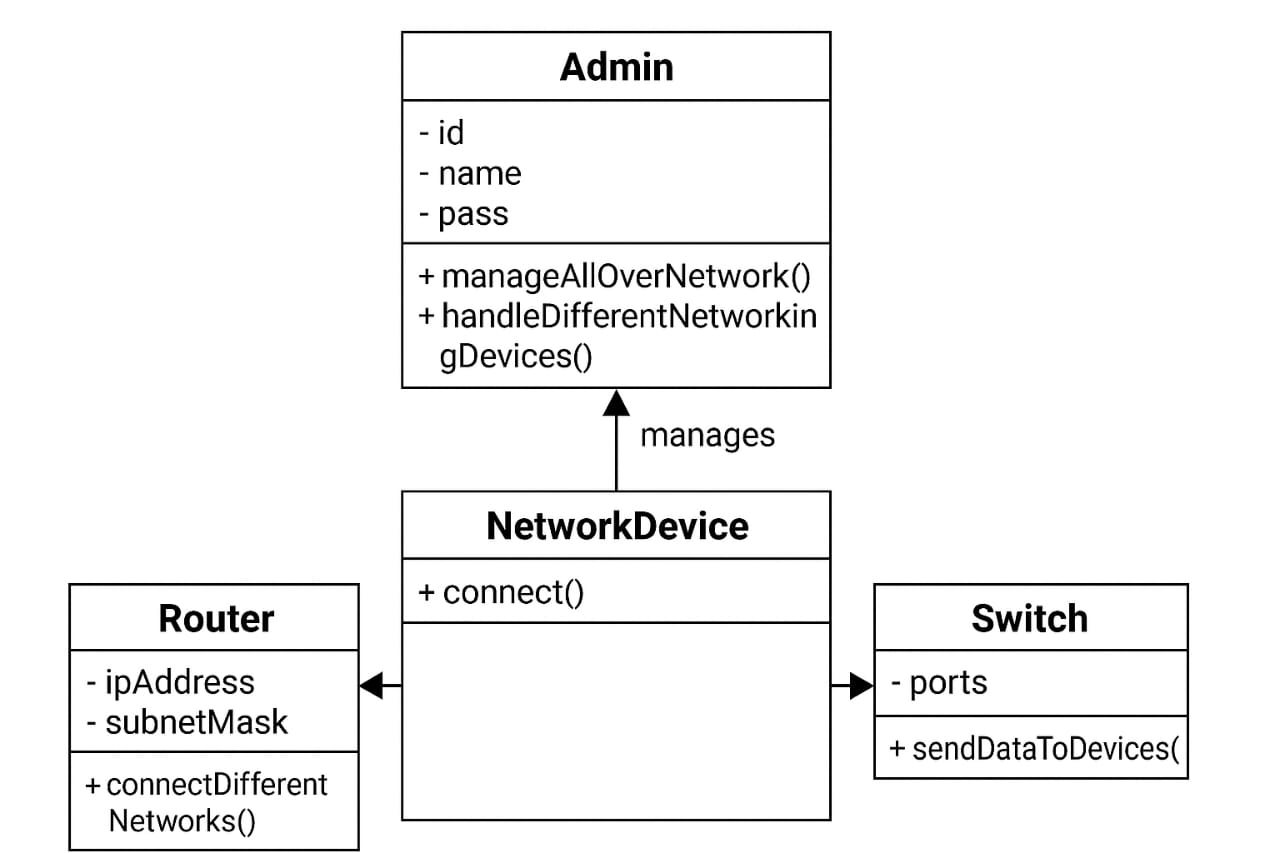 Admin
- id
- name
- pass
+ manageAllOverNetwork()
+ handleDifferentNetworkin
gDevices()
manages
NetworkDevice
+ connect()
Router
- ipAddress
- subnetMask
+ connectDifferent
Networks()
Switch
- ports
+ sendDataToDevices(